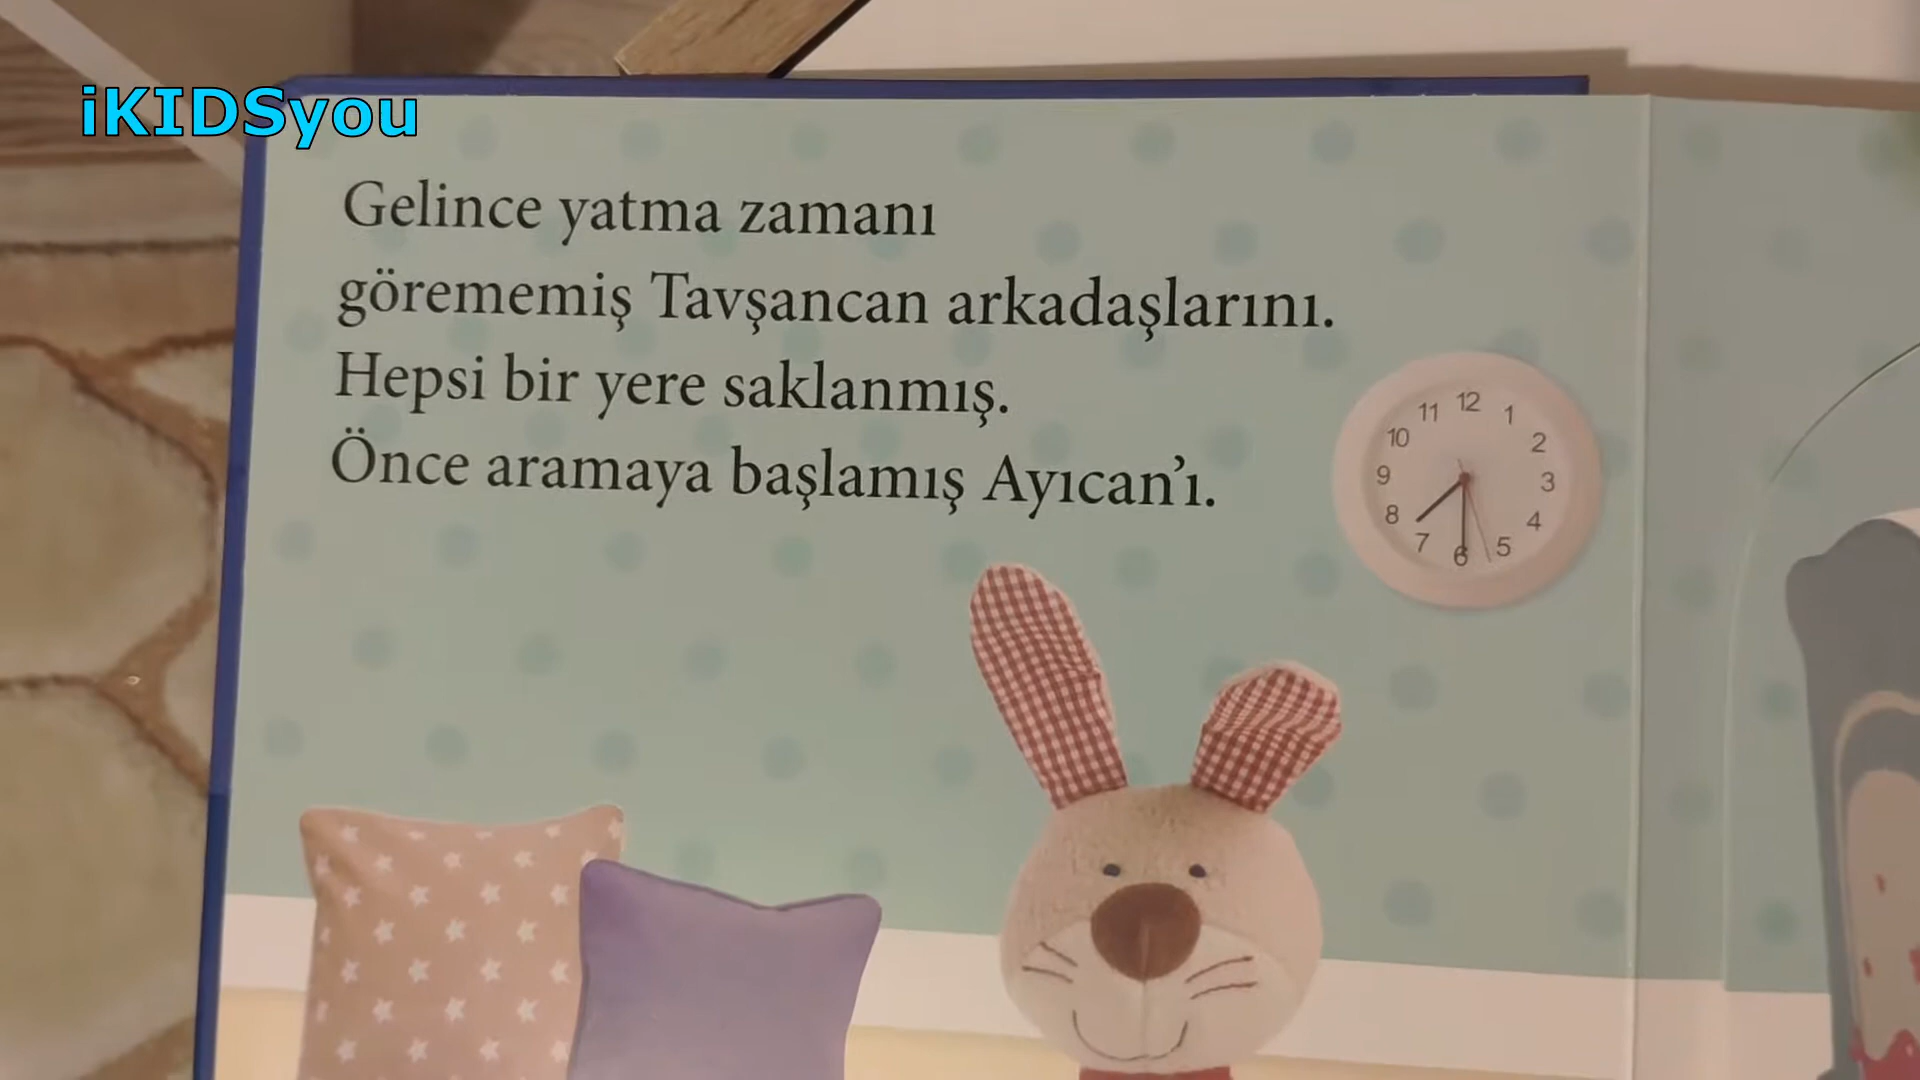 iKIDSyou
Gelince yatma zamanı
görememiş Tavşancan arkadaşlarını.
Hepsi bir yere saklanmış.
Önce aramaya başlamış Ayıcan’ı.
12
1
2
3
4
5
6
7
8
9
10
11